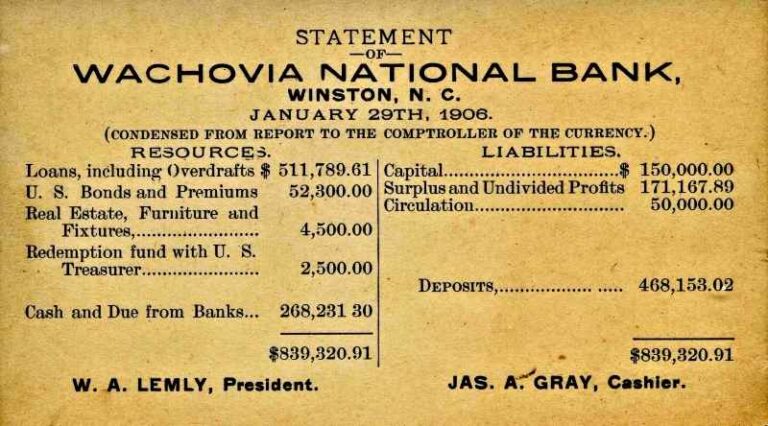 STATEMENT
—OF—
WACHOVIA NATIONAL BANK,
WINSTON, N. C.
JANUARY 29TH, 1906.
(CONDENSED FROM REPORT TO THE COMPTROLLER OF THE CURRENCY.)
RESOURCES.
Loans, including Overdrafts $ 511,789.61
U. S. Bonds and Premiums 52,300.00
Real Estate, Furniture and
Fixtures,..................... 4,500.00
Redemption fund with U. S.
Treasurer..................... 2,500.00
Cash and Due from Banks... 268,231 30
$839,320.91
W. A. LEMLY, President.
LIABILITIES.
Capital................................$ 150,000.00
Surplus and Undivided Profits 171,167.89
Circulation........................... 50,000.00
DEPOSITS,................. ..... 468,153.02
$839,320.91
JAS. A. GRAY, Cashier.